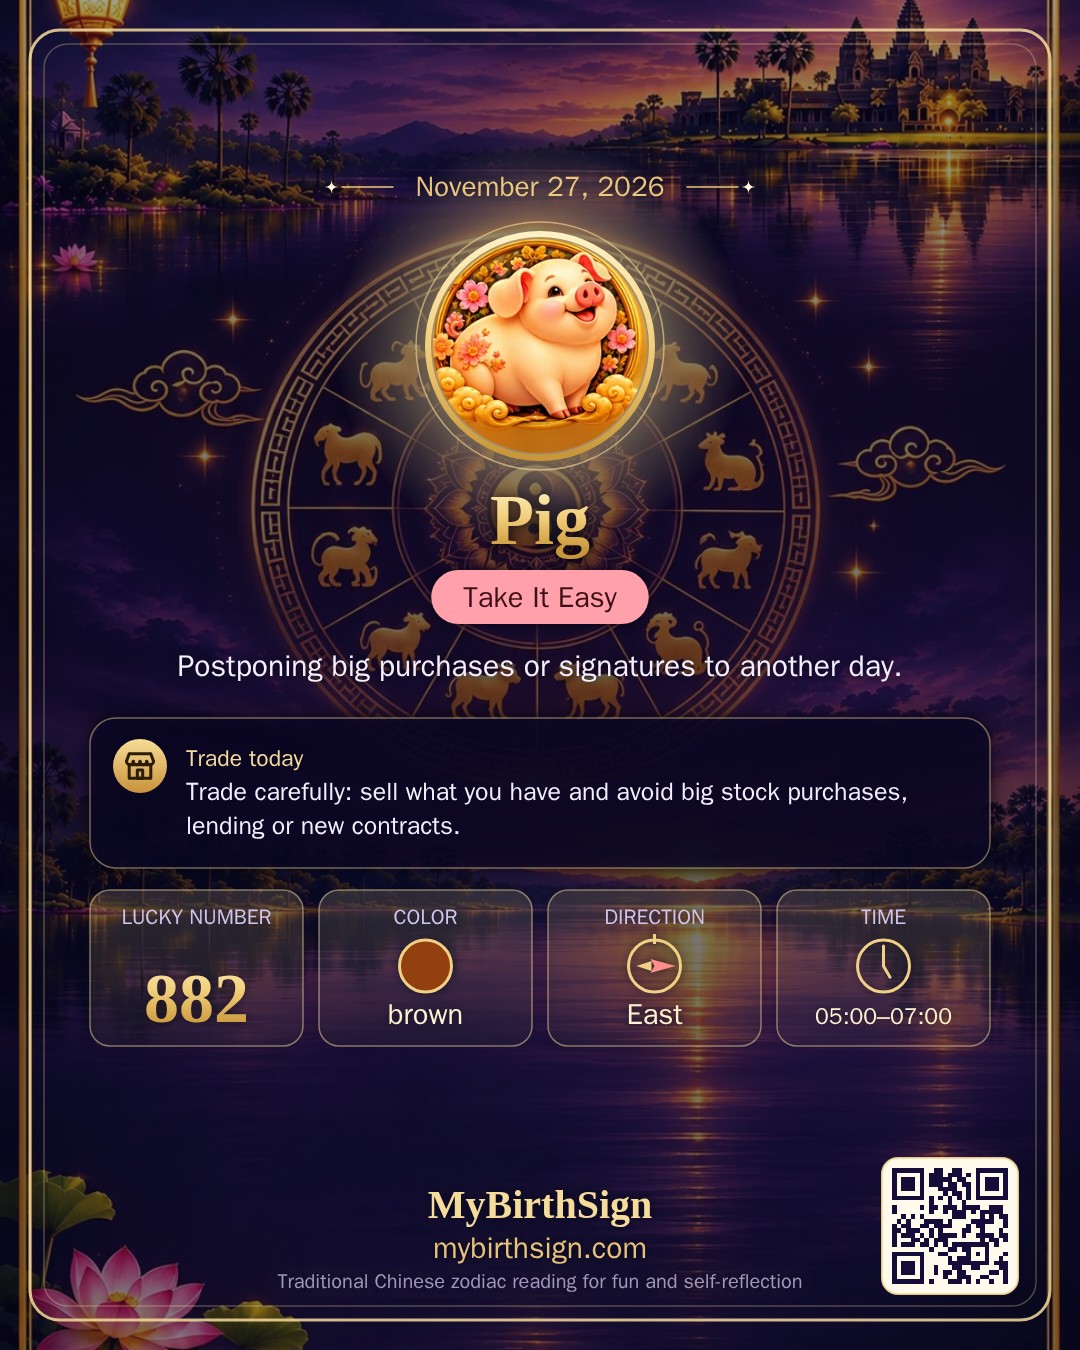 November 27, 2026
Pig
Take It Easy
Postponing big purchases or signatures to another day.
Trade today
Trade carefully: sell what you have and avoid big stock purchases,
lending or new contracts.
LUCKY NUMBER
882
COLOR
brown
DIRECTION
East
TIME
05:00–07:00
MyBirthSign
mybirthsign.com
Traditional Chinese zodiac reading for fun and self-reflection